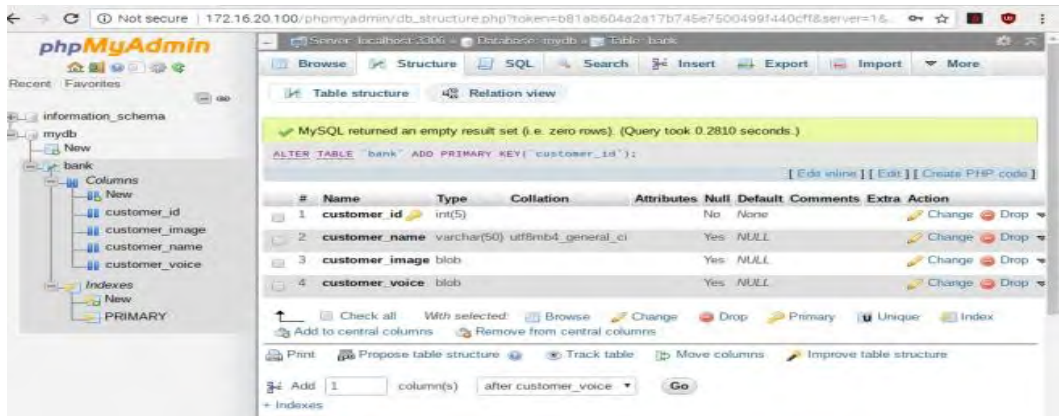 Not secure | 172.16.20.100/phpmyadmin/db_structure.php?token=b81ab604a2a17b745e7500499f440cff&server=1&
phpMyAdmin
Recent Favorites
information_schema
mydb
New
bank
Columns
New
customer_id
customer_image
customer_name
customer_voice
Indexes
New
PRIMARY
Server: localhost:3306 » Database: mydb » Table: bank
Browse Structure SQL Search Insert Export Import More
Table structure Relation view
MySQL returned an empty result set (i.e. zero rows). (Query took 0.2810 seconds.)
ALTER TABLE `bank` ADD PRIMARY KEY(`customer_id`);
[ Edit inline ] [ Edit ] [ Create PHP code ]
# Name Type Collation Attributes Null Default Comments Extra Action
1 customer_id int(5) No None Change Drop
2 customer_name varchar(50) utf8mb4_general_ci Yes NULL Change Drop
3 customer_image blob Yes NULL Change Drop
4 customer_voice blob Yes NULL Change Drop
Check all With selected: Browse Change Drop Primary Unique Index
Add to central columns Remove from central columns
Print Propose table structure Track table Move columns Improve table structure
Add 1 column(s) after customer_voice Go
+ Indexes